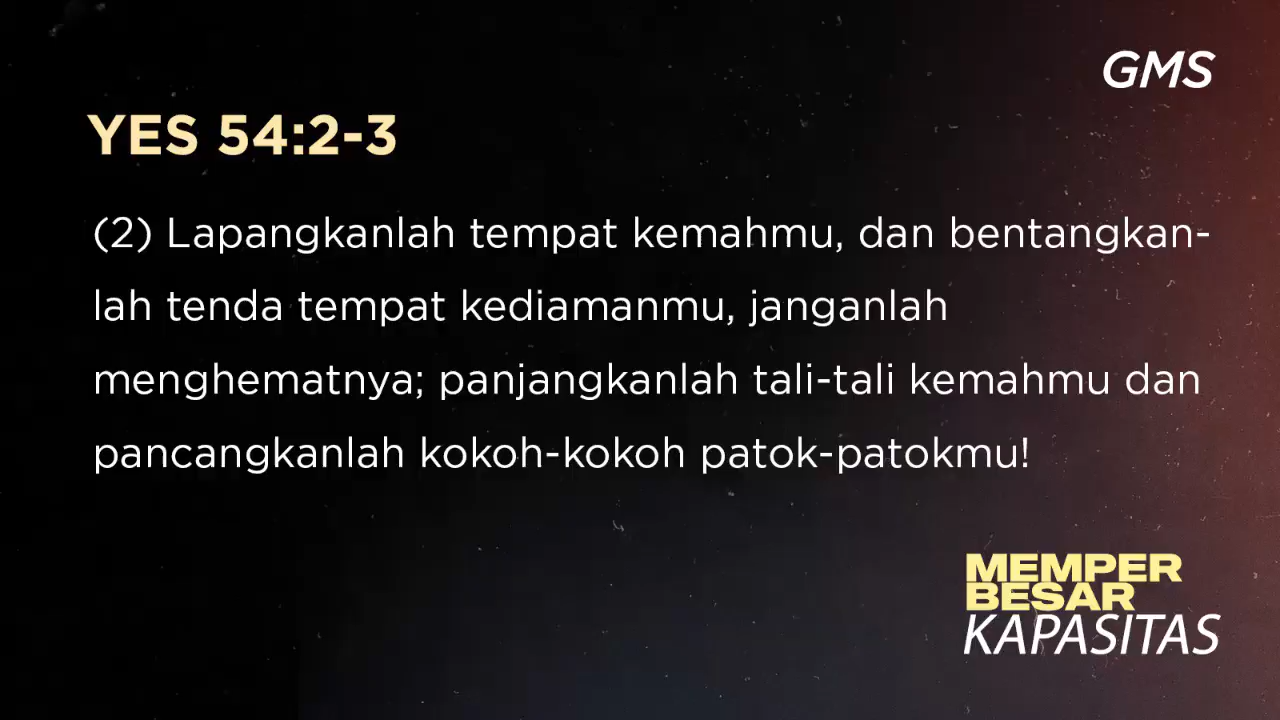 GMS
YES 54:2-3
(2) Lapangkanlah tempat kemahmu, dan bentangkan-
lah tenda tempat kediamanmu, janganlah
menghematnya; panjangkanlah tali-tali kemahmu dan
pancangkanlah kokoh-kokoh patok-patokmu!
MEMPER
BESAR
KAPASITAS